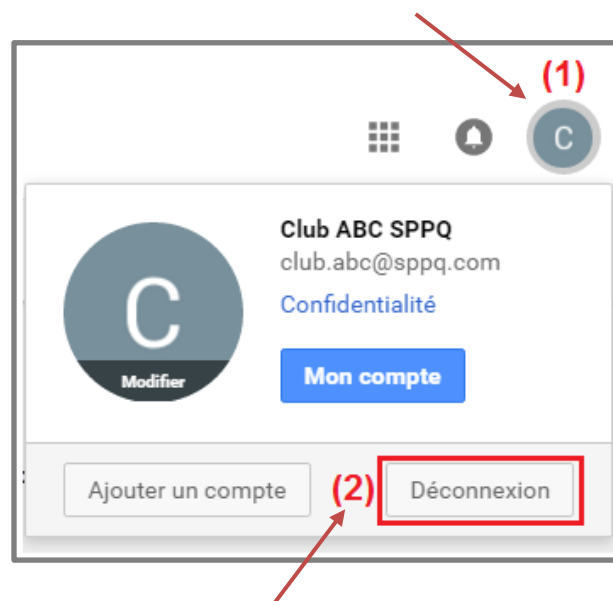 (1)
C
Club ABC SPPQ
club.abc@sppq.com
C
Confidentialité
Modifier
Mon compte
Ajouter un compte
(2)
Déconnexion